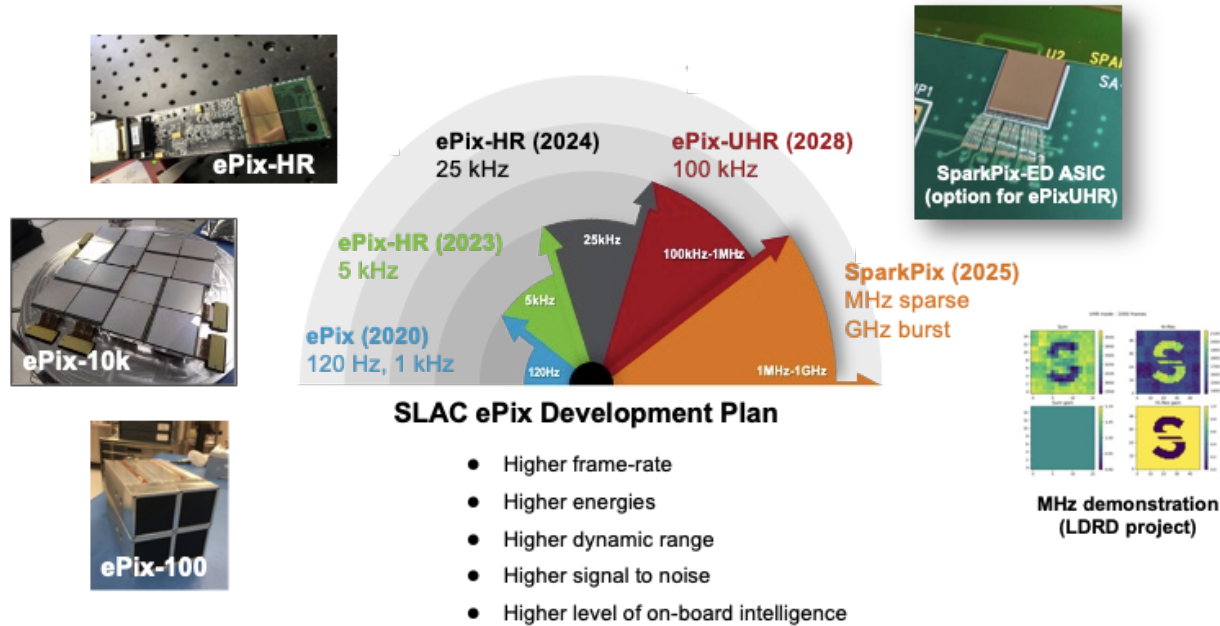 ePix-HR
ePix-10k
ePix-100
ePix-HR (2024)
25 kHz
ePix-UHR (2028)
100 kHz
ePix-HR (2023)
5 kHz
ePix (2020)
120 Hz, 1 kHz
SparkPix (2025)
MHz sparse
GHz burst
120Hz
5kHz
25kHz
100kHz-1MHz
1MHz-1GHz
SLAC ePix Development Plan
● Higher frame-rate
● Higher energies
● Higher dynamic range
● Higher signal to noise
● Higher level of on-board intelligence
U2
SA-
SparkPix-ED ASIC
(option for ePixUHR)
MHz demonstration
(LDRD project)